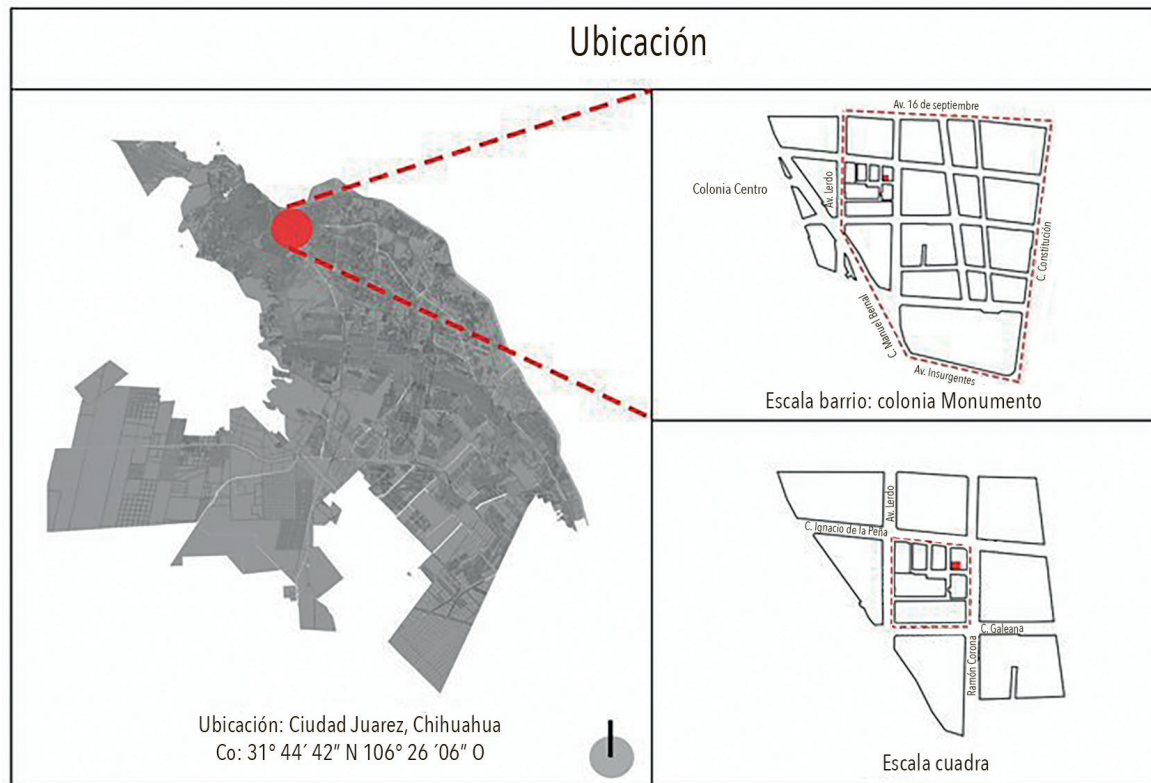 Ubicación
Ubicación: Ciudad Juarez, Chihuahua
Co: 31° 44´ 42” N 106° 26 ´06” O
Av. 16 de septiembre
Colonia Centro
Av. Lerdo
C. Constitución
C. Manuel Bernal
Av. Insurgentes
Escala barrio: colonia Monumento
Av. Lerdo
C. Ignacio de la Peña
C. Galeana
Ramón Corona
Escala cuadra